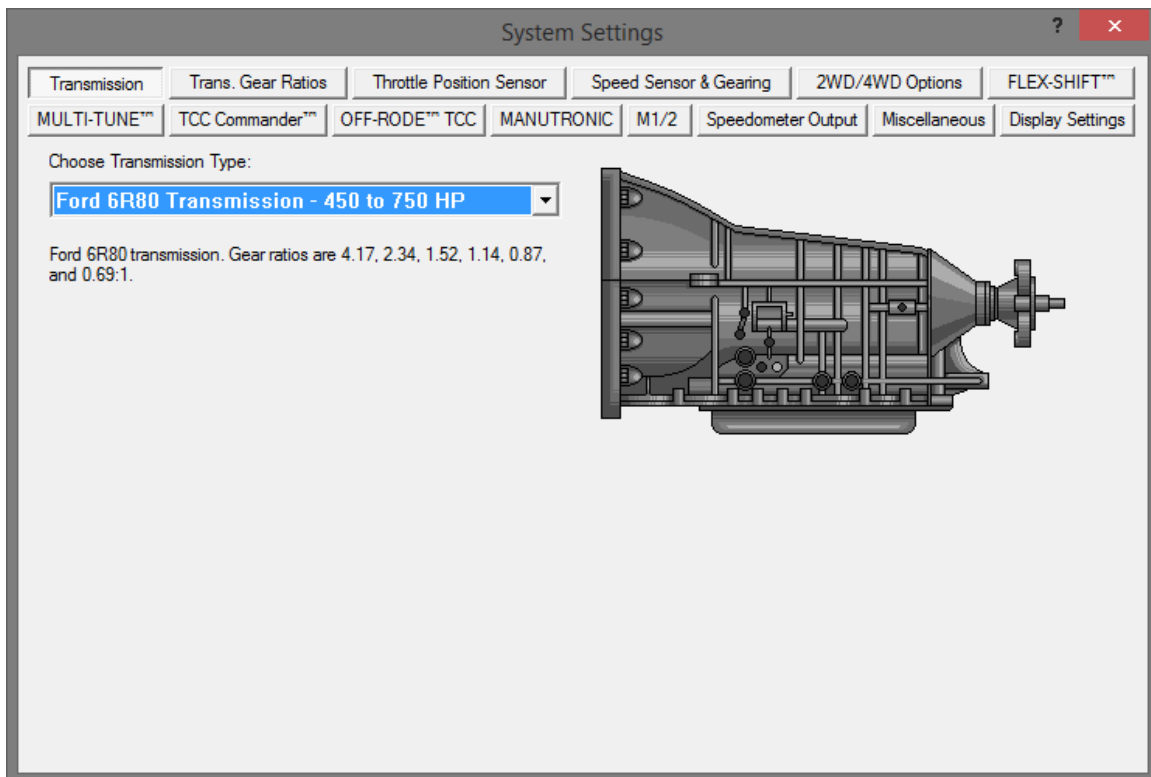 System Settings
?
Transmission Trans. Gear Ratios Throttle Position Sensor Speed Sensor & Gearing 2WD/4WD Options FLEX-SHIFT™
MULTI-TUNE™ TCC Commander™ OFF-RODE™ TCC MANUTRONIC M1/2 Speedometer Output Miscellaneous Display Settings
Choose Transmission Type:
Ford 6R80 Transmission - 450 to 750 HP
Ford 6R80 transmission. Gear ratios are 4.17, 2.34, 1.52, 1.14, 0.87,
and 0.69:1.